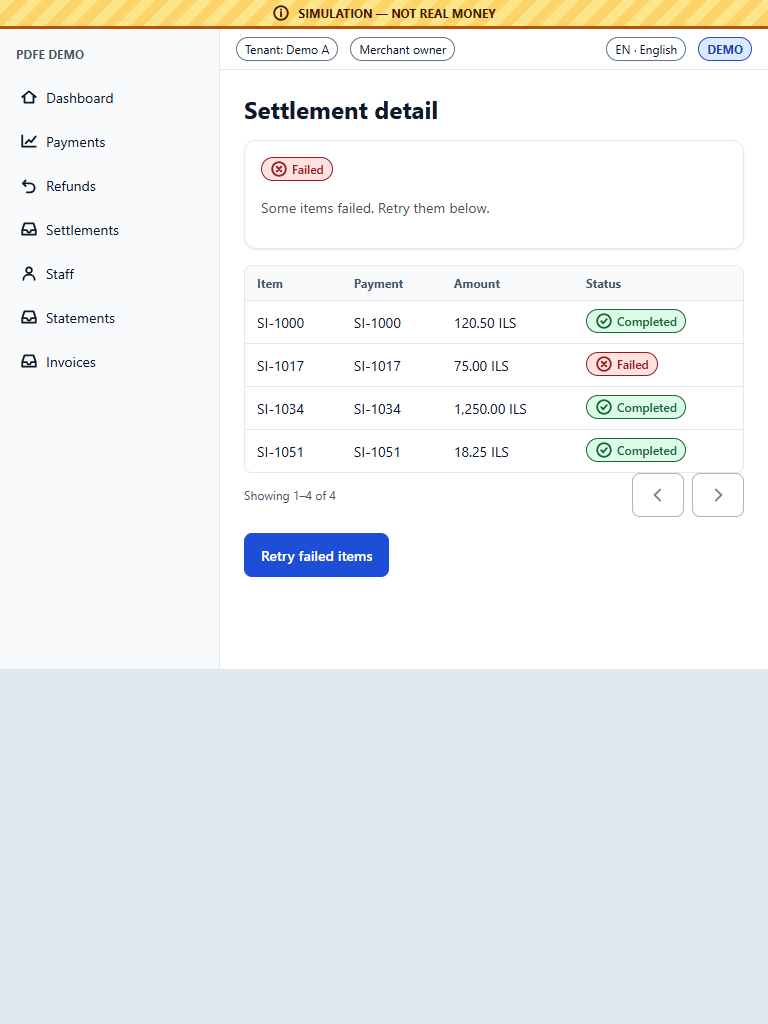 SIMULATION — NOT REAL MONEY
PDFE DEMO
Tenant: Demo A
Merchant owner
EN · English
DEMO
Dashboard
Payments
Refunds
Settlements
Staff
Statements
Invoices
Settlement detail
Failed
Some items failed. Retry them below.
Item Payment Amount Status
SI-1000 SI-1000 120.50 ILS Completed
SI-1017 SI-1017 75.00 ILS Failed
SI-1034 SI-1034 1,250.00 ILS Completed
SI-1051 SI-1051 18.25 ILS Completed
Showing 1–4 of 4
Retry failed items